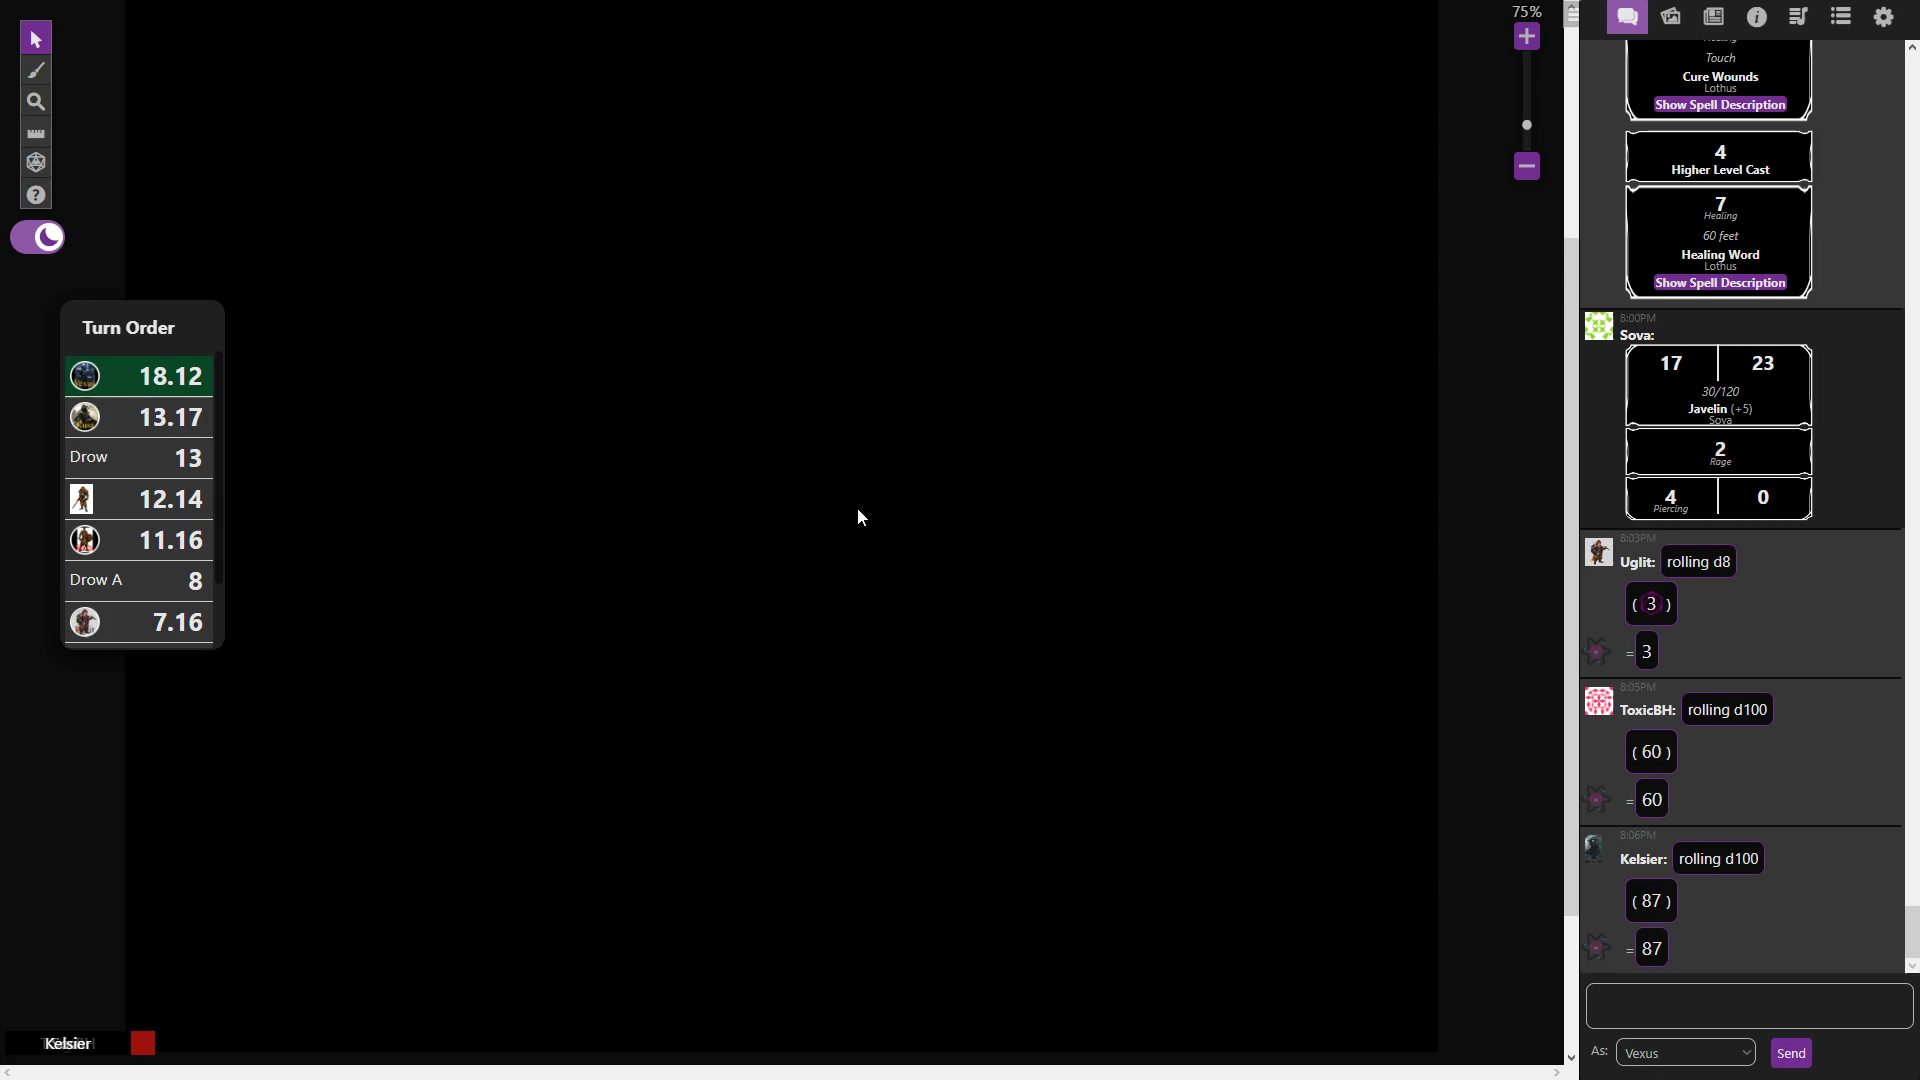 75%
Turn Order
18.12
13.17
Drow 13
12.14
11.16
Drow A 8
7.16
Kelsier
Healing
Touch
Cure Wounds
Lothus
Show Spell Description
4
Higher Level Cast
7
Healing
60 feet
Healing Word
Lothus
Show Spell Description
8:00PM
Sova:
17 23
30/120
Javelin (+5)
Sova
2
Rage
4 0
Piercing
8:03PM
Uglit: rolling d8
( 3 )
= 3
8:05PM
ToxicBH: rolling d100
( 60 )
= 60
8:06PM
Kelsier: rolling d100
( 87 )
= 87
As: Vexus Send